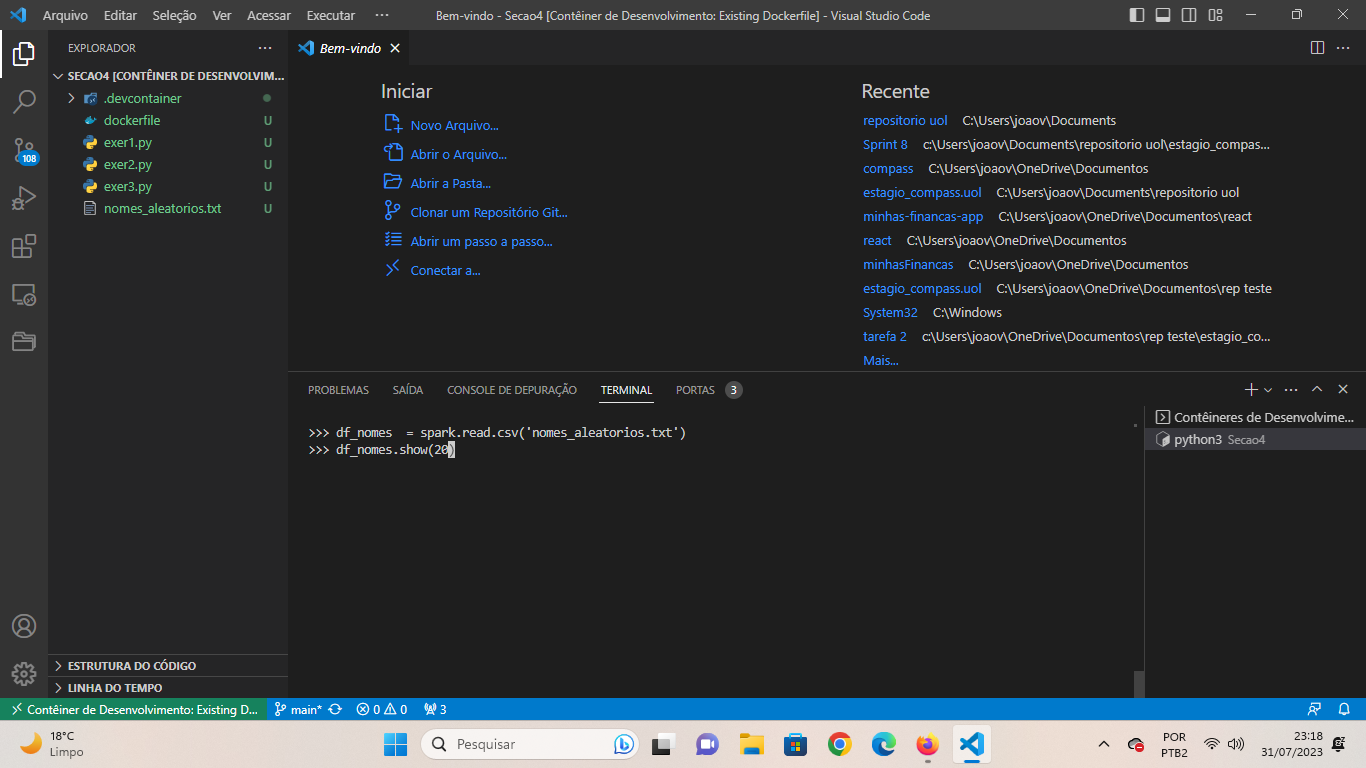 Arquivo Editar Seleção Ver Acessar Executar ···
Bem-vindo - Secao4 [Contêiner de Desenvolvimento: Existing Dockerfile] - Visual Studio Code
EXPLORADOR
SECAO4 [CONTÊINER DE DESENVOLVIM...
.devcontainer
dockerfile U
exer1.py U
exer2.py U
exer3.py U
nomes_aleatorios.txt U
108
ESTRUTURA DO CÓDIGO
LINHA DO TEMPO
Bem-vindo
Iniciar
Novo Arquivo...
Abrir o Arquivo...
Abrir a Pasta...
Clonar um Repositório Git...
Abrir um passo a passo...
Conectar a...
Recente
repositorio uol C:\Users\joaov\Documents
Sprint 8 c:\Users\joaov\Documents\repositorio uol\estagio_compas...
compass C:\Users\joaov\OneDrive\Documentos
estagio_compass.uol C:\Users\joaov\Documents\repositorio uol
minhas-financas-app C:\Users\joaov\OneDrive\Documentos\react
react C:\Users\joaov\OneDrive\Documentos
minhasFinancas C:\Users\joaov\OneDrive\Documentos
estagio_compass.uol C:\Users\joaov\OneDrive\Documentos\rep teste
System32 C:\Windows
tarefa 2 c:\Users\joaov\OneDrive\Documentos\rep teste\estagio_co...
Mais...
PROBLEMAS SAÍDA CONSOLE DE DEPURAÇÃO TERMINAL PORTAS 3
>>> df_nomes  = spark.read.csv('nomes_aleatorios.txt')
>>> df_nomes.show(20)
Contêineres de Desenvolvime...
python3 Secao4
Contêiner de Desenvolvimento: Existing D... main* 0 0 3
18°C
Limpo
Pesquisar
POR
PTB2
23:18
31/07/2023